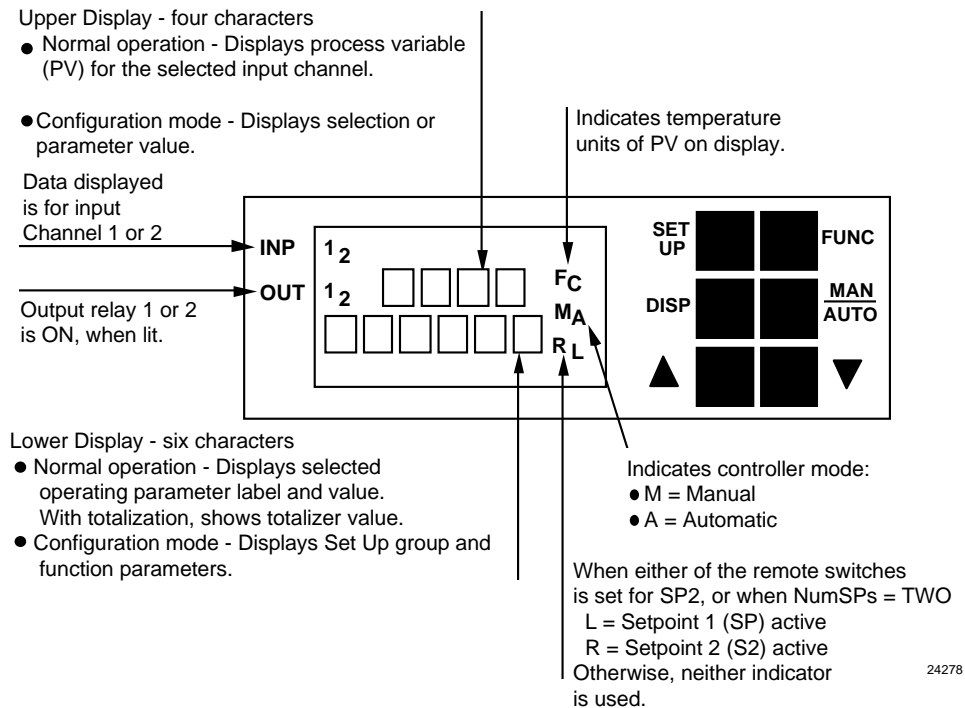 Upper Display - four characters
● Normal operation - Displays process variable
(PV) for the selected input channel.
● Configuration mode - Displays selection or
parameter value.
Indicates temperature
units of PV on display.
Data displayed
is for input
Channel 1 or 2
Output relay 1 or 2
is ON, when lit.
INP 1 2
OUT 1 2
F C
M A
R L
SET
UP
FUNC
DISP
MAN
AUTO
▲ ▼
Lower Display - six characters
● Normal operation - Displays selected
operating parameter label and value.
With totalization, shows totalizer value.
● Configuration mode - Displays Set Up group and
function parameters.
Indicates controller mode:
● M = Manual
● A = Automatic
When either of the remote switches
is set for SP2, or when NumSPs = TWO
L = Setpoint 1 (SP) active
R = Setpoint 2 (S2) active
Otherwise, neither indicator
is used.
24278